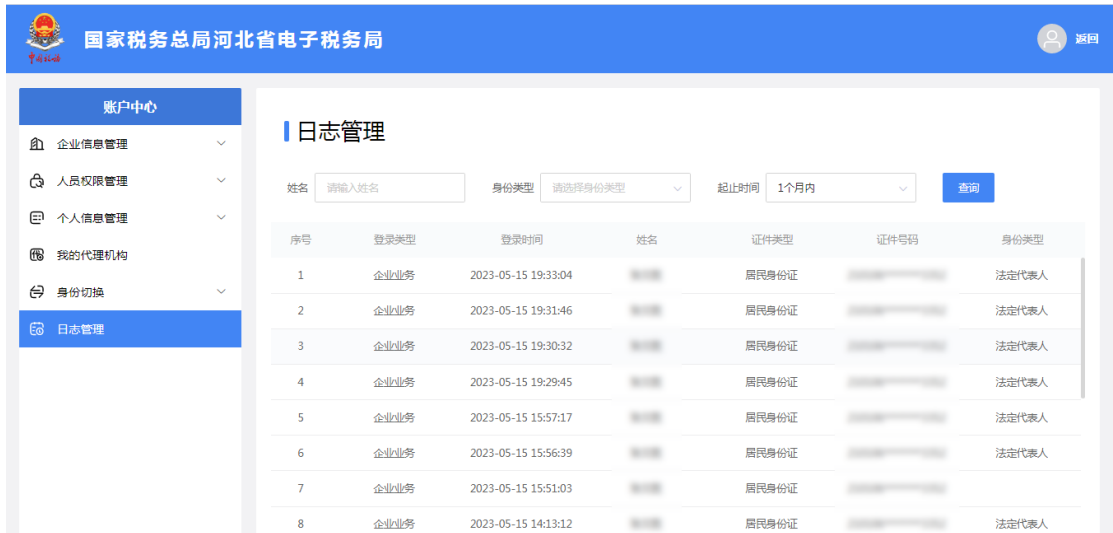 国家税务总局河北省电子税务局
返回
账户中心
企业信息管理
人员权限管理
个人信息管理
我的代理机构
身份切换
日志管理
日志管理
姓名 请输入姓名 身份类型 请选择身份类型 起止时间 1个月内 查询
序号 登录类型 登录时间 姓名 证件类型 证件号码 身份类型
1 企业业务 2023-05-15 19:33:04 居民身份证 法定代表人
2 企业业务 2023-05-15 19:31:46 居民身份证 法定代表人
3 企业业务 2023-05-15 19:30:32 居民身份证 法定代表人
4 企业业务 2023-05-15 19:29:45 居民身份证 法定代表人
5 企业业务 2023-05-15 15:57:17 居民身份证 法定代表人
6 企业业务 2023-05-15 15:56:39 居民身份证 法定代表人
7 企业业务 2023-05-15 15:51:03 居民身份证
8 企业业务 2023-05-15 14:13:12 居民身份证 法定代表人